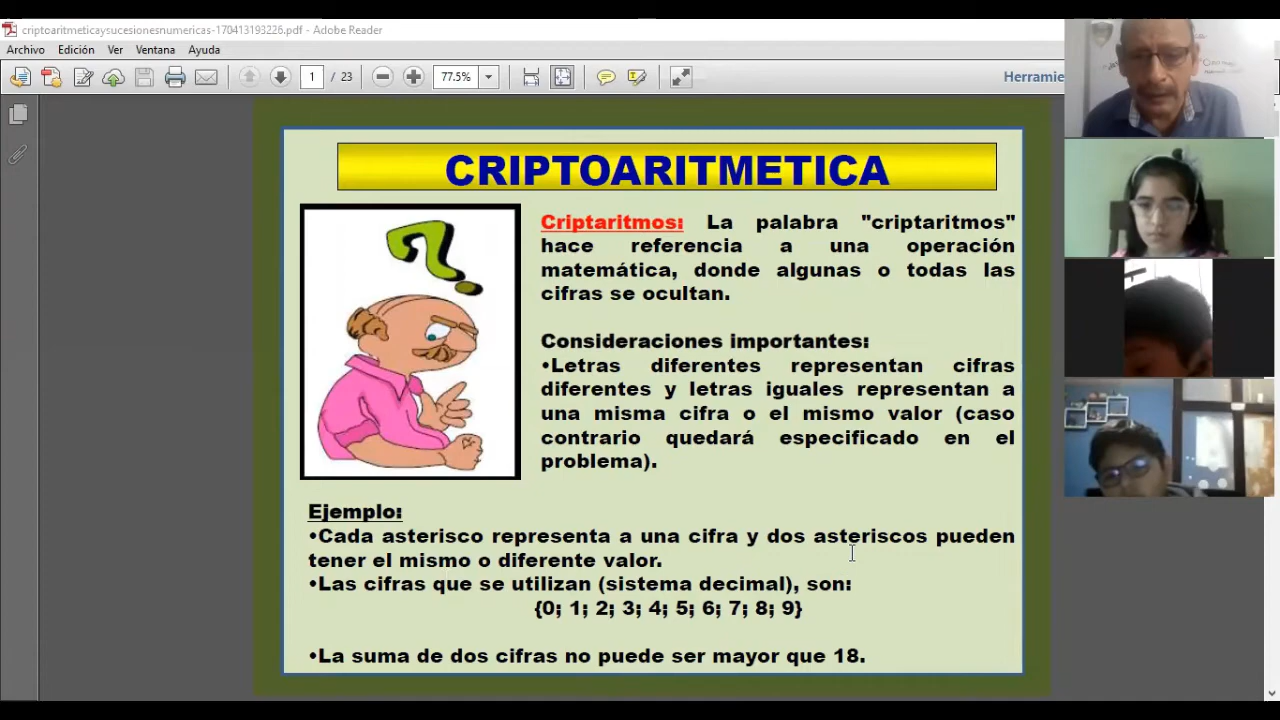 criptoaritmeticaysucesionesnumericas-170413193226.pdf - Adobe Reader
Archivo Edición Ver Ventana Ayuda
1 / 23 77.5% Herramie
CRIPTOARITMETICA
Criptaritmos: La palabra "criptaritmos"
hace referencia a una operación
matemática, donde algunas o todas las
cifras se ocultan.
Consideraciones importantes:
•Letras diferentes representan cifras
diferentes y letras iguales representan a
una misma cifra o el mismo valor (caso
contrario quedará especificado en el
problema).
Ejemplo:
•Cada asterisco representa a una cifra y dos asteriscos pueden
tener el mismo o diferente valor.
•Las cifras que se utilizan (sistema decimal), son:
{0; 1; 2; 3; 4; 5; 6; 7; 8; 9}
•La suma de dos cifras no puede ser mayor que 18.